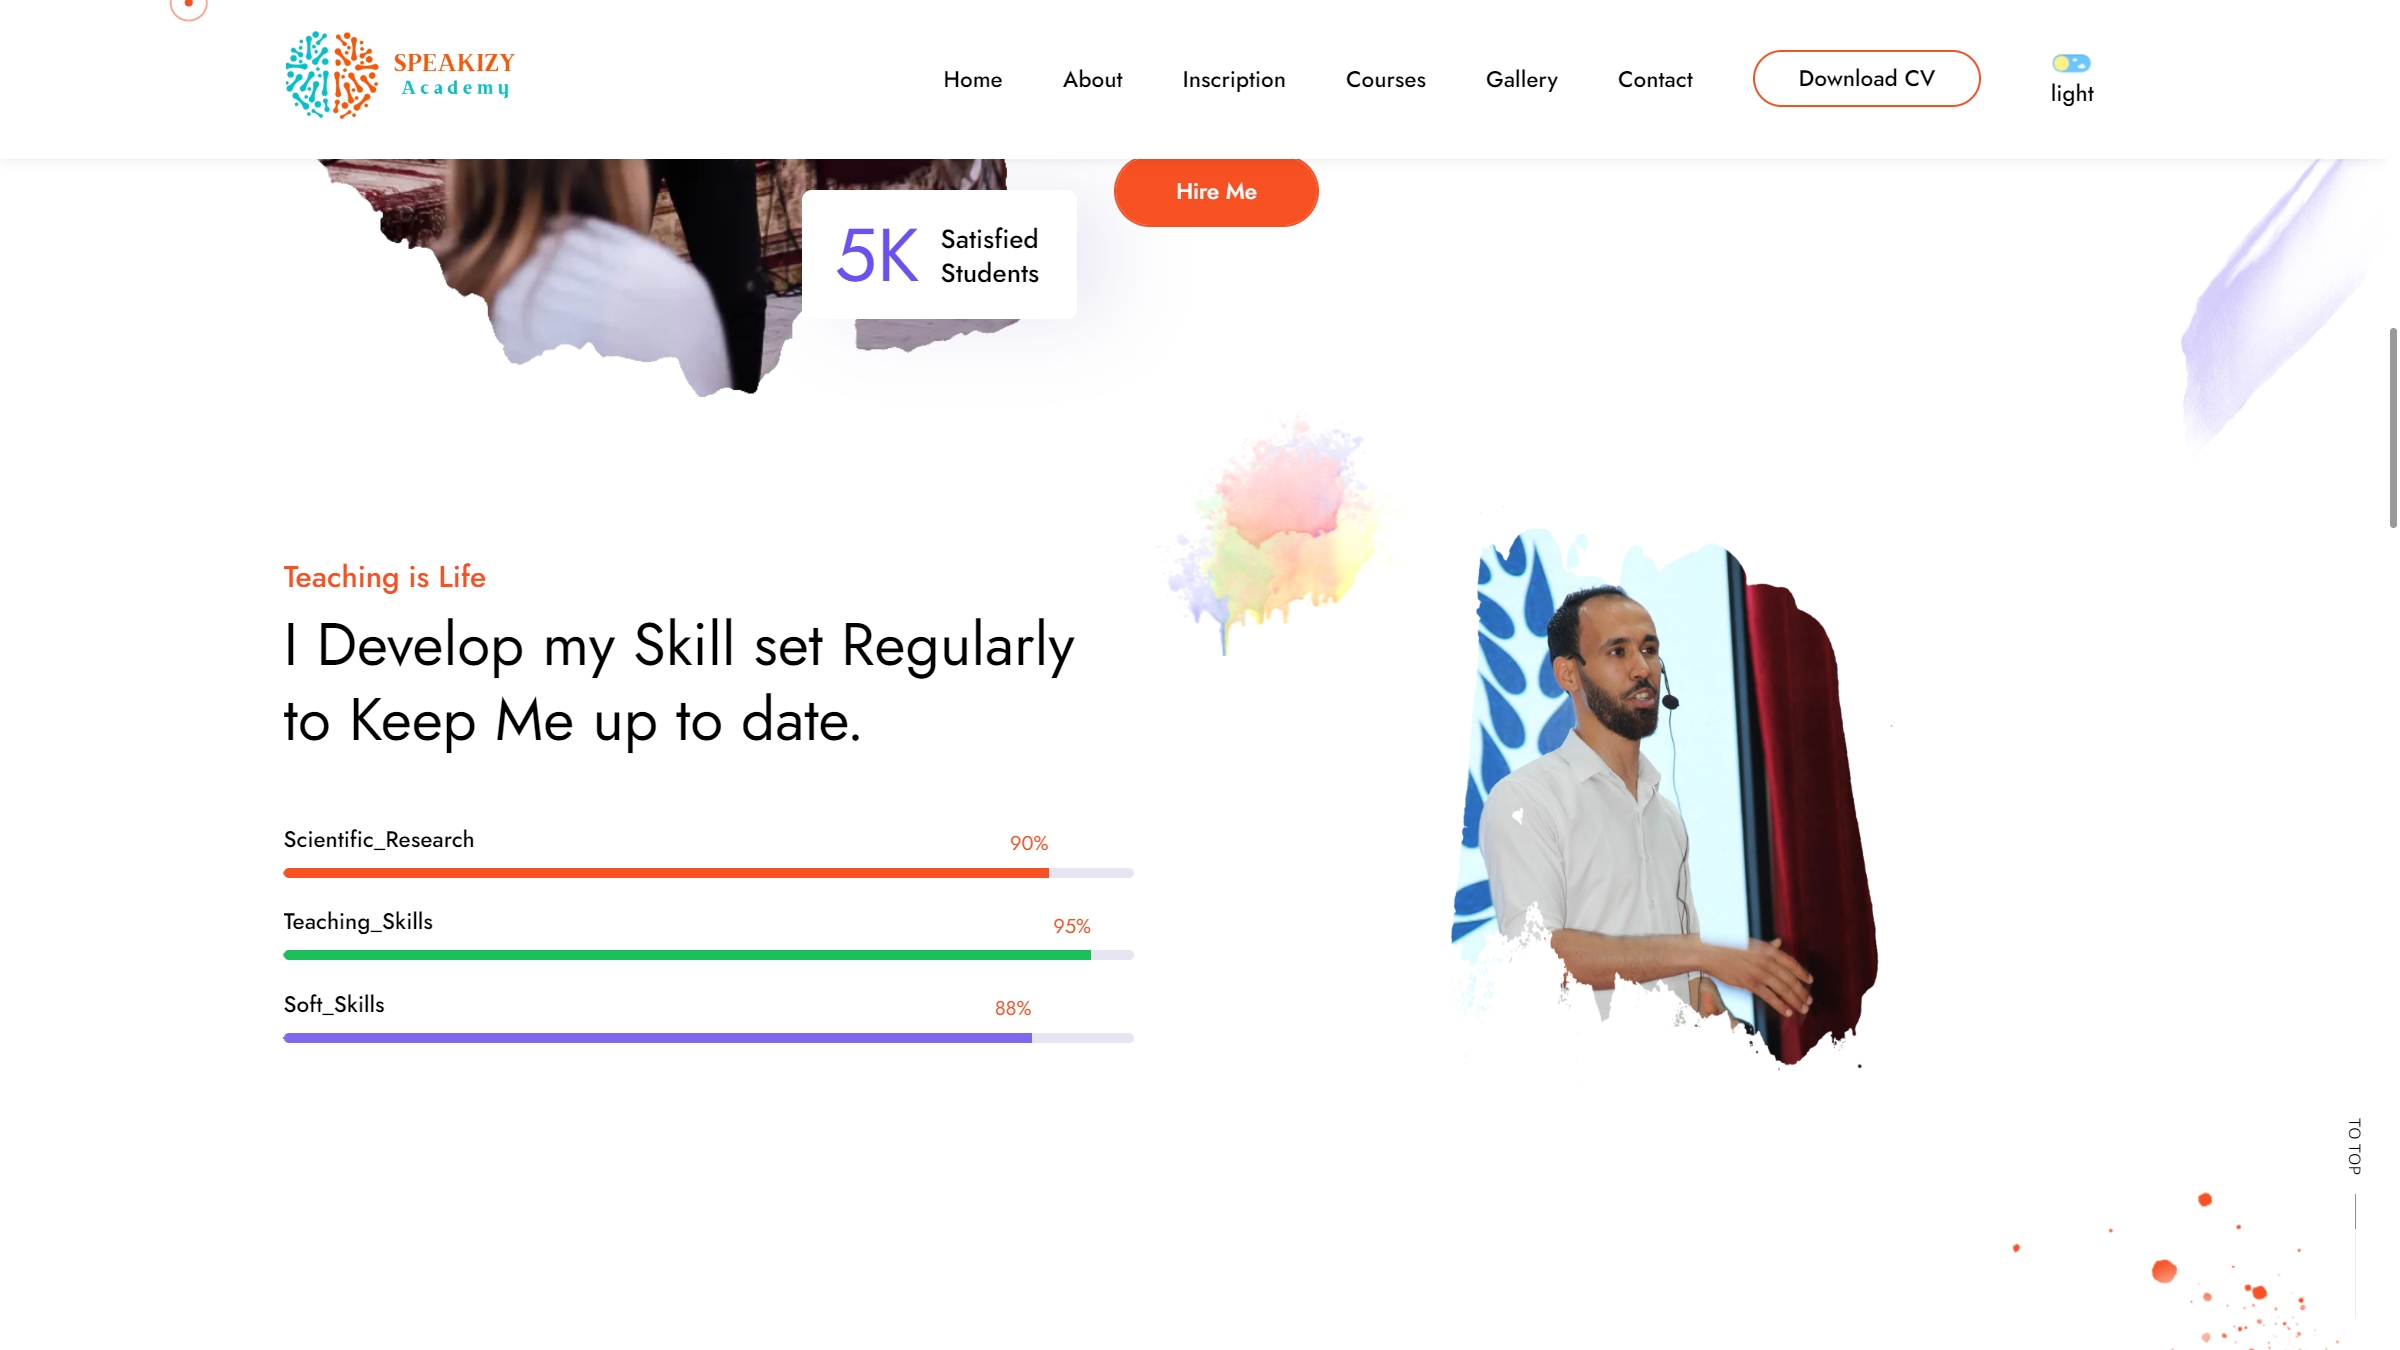 SPEAKIZY
Academy
Home
About
Inscription
Courses
Gallery
Contact
Download CV
light
Hire Me
5K
Satisfied
Students
Teaching is Life
I Develop my Skill set Regularly
to Keep Me up to date.
Scientific_Research
90%
Teaching_Skills
95%
Soft_Skills
88%
TO TOP